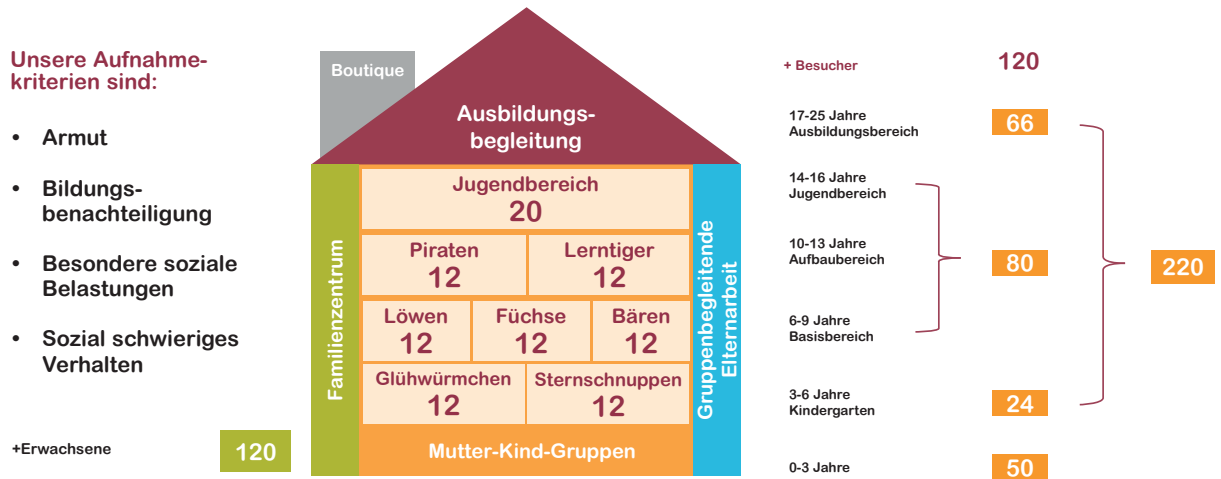 Unsere Aufnahme-
kriterien sind:
• Armut
• Bildungs-
benachteiligung
• Besondere soziale
Belastungen
• Sozial schwieriges
Verhalten
+Erwachsene
120
Boutique
Ausbildungs-
begleitung
Familienzentrum
Jugendbereich
20
Piraten
12
Lerntiger
12
Löwen
12
Füchse
12
Bären
12
Glühwürmchen
12
Sternschnuppen
12
Mutter-Kind-Gruppen
Gruppenbegleitende
Elternarbeit
+ Besucher
120
17-25 Jahre
Ausbildungsbereich
66
14-16 Jahre
Jugendbereich
10-13 Jahre
Aufbaubereich
80
6-9 Jahre
Basisbereich
3-6 Jahre
Kindergarten
24
0-3 Jahre
50
220